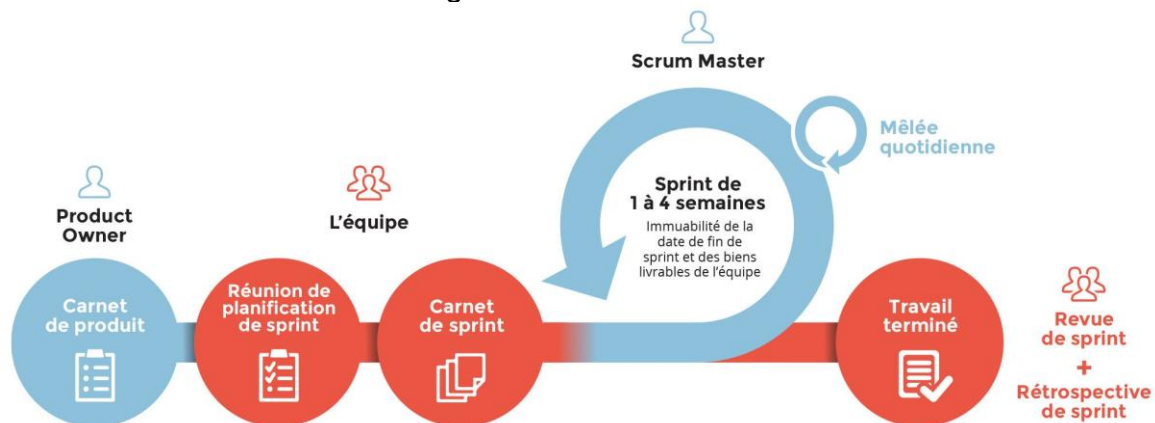 Scrum Master
Mêlée
quotidienne
Sprint de
1 à 4 semaines
Immuabilité de la
date de fin de
sprint et des biens
livrables de l'équipe
Product
Owner
L'équipe
Carnet
de produit
Réunion de
planification
de sprint
Carnet
de sprint
Travail
terminé
Revue
de sprint
+
Rétrospective
de sprint